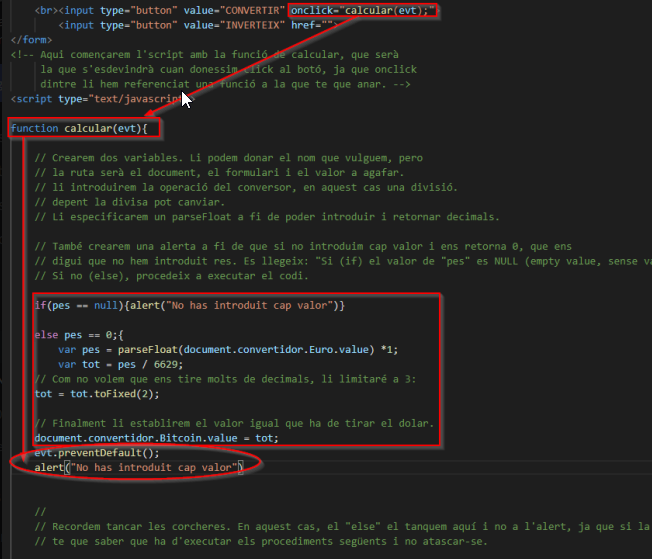 <br><input type="button" value="CONVERTIR" onclick="calcular(evt);">
<input type="button" value="INVERTEIX" href="">
</form>
<!-- Aqui començarem l'script amb la funció de calcular, que serà
la que s'esdevindrà cuan donessim click al botó, ja que onclick
dintre li hem referenciat una funció a la que te que anar. -->
<script type="text/javascript">
function calcular(evt){
// Crearem dos variables. Li podem donar el nom que vulguem, pero
// la ruta serà el document, el formulari i el valor a agafar.
// li introduirem la operació del conversor, en aquest cas una divisió.
// depent la divisa pot canviar.
// Li especificarem un parseFloat a fi de poder introduir i retornar decimals.
// També crearem una alerta a fi de que si no introduim cap valor i ens retorna 0, que ens
// digui que no hem introduit res. Es llegeix: "Si (if) el valor de "pes" es NULL (empty value, sense va
// Si no (else), procedeix a executar el codi.
if(pes == null){alert("No has introduit cap valor")}
else pes == 0;{
var pes = parseFloat(document.convertidor.Euro.value) *1;
var tot = pes / 6629;
// Com no volem que ens tire molts de decimals, li limitaré a 3:
tot = tot.toFixed(2);
// Finalment li establirem el valor igual que ha de tirar el dolar.
document.convertidor.Bitcoin.value = tot;
evt.preventDefault();
alert("No has introduit cap valor")
//
// Recordem tancar les corcheres. En aquest cas, el "else" el tanquem aquí i no a l'alert, ja que si la
// te que saber que ha d'executar els procediments següents i no atascar-se.